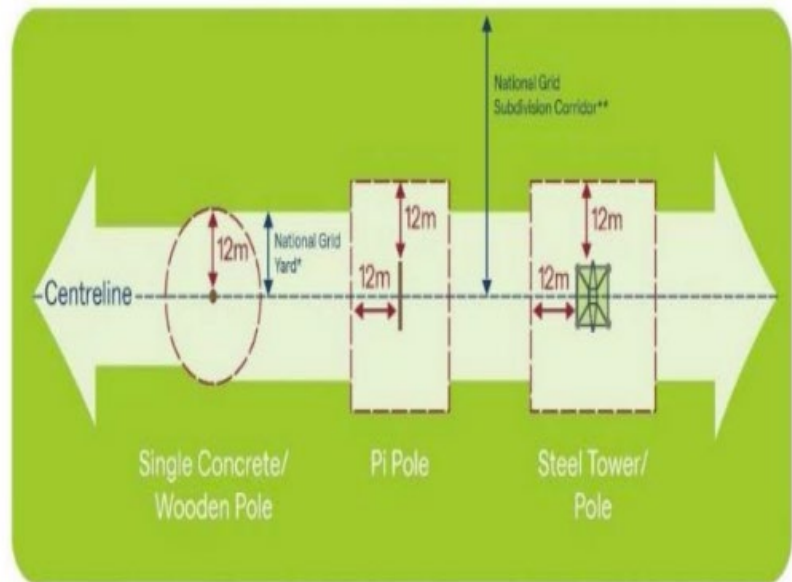 National Grid
Subdivision Corridor**
12m
National Grid
Yard*
12m
12m
12m
12m
Centreline
Single Concrete/
Wooden Pole
Pi Pole
Steel Tower/
Pole